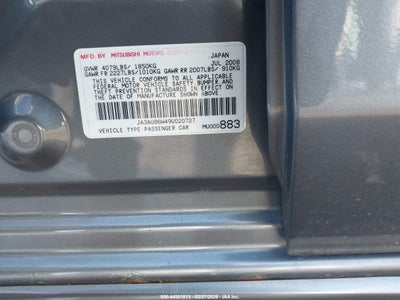 MFD. BY MITSUBISHI MOTORS CORPORATION JAPAN
GVWR 4079LBS/ 1850KG JUL 2008
GAWR FR 2227LBS/1010KG GAWR RR 2007LBS/ 910KG
THIS VEHICLE CONFORMS TO ALL APPLICABLE
FEDERAL MOTOR VEHICLE SAFETY BUMPER AND
THEFT PREVENTION STANDARDS IN EFFECT ON
THE DATE OF MANUFACTURE SHOWN ABOVE
JA3AU86W49U020727
VEHICLE TYPE:PASSENGER CAR MU000883